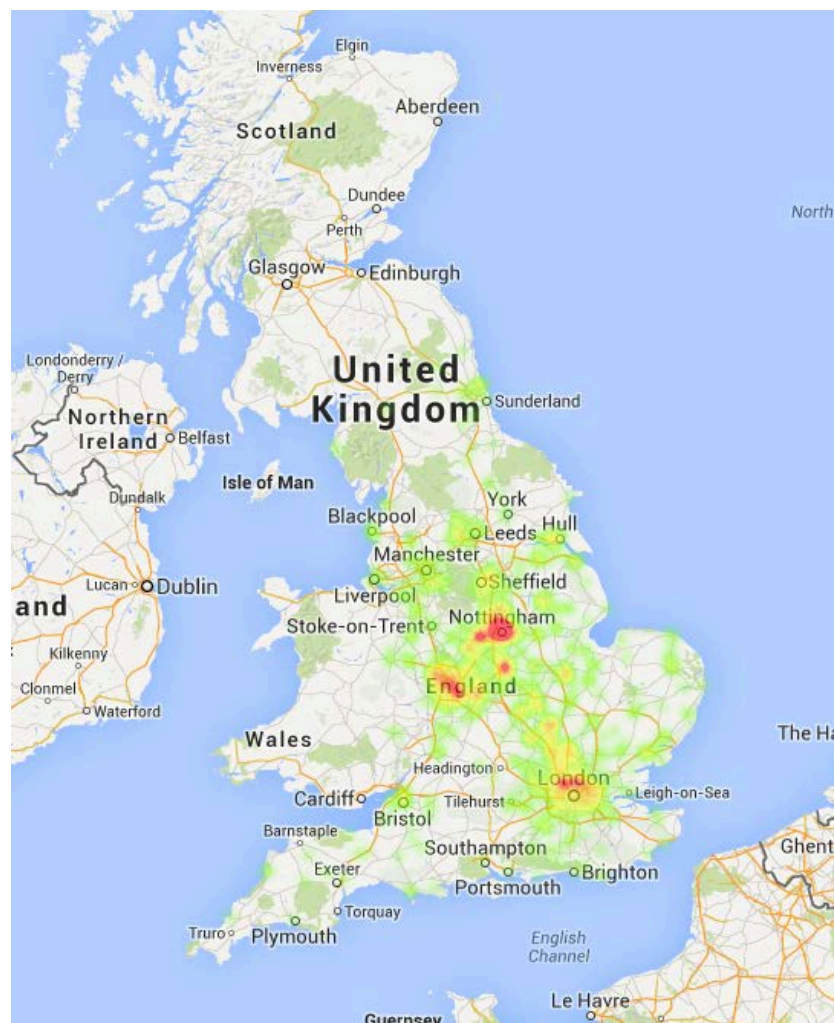 Elgin
Inverness
Aberdeen
Scotland
Dundee
North
Perth
Glasgow
Edinburgh
Londonderry /
Derry
United
Kingdom
Sunderland
Northern
Ireland
Belfast
Isle of Man
Dundalk
York
Blackpool
Leeds
Hull
Manchester
Lucan
Dublin
Sheffield
Liverpool
and
Nottingham
Stoke-on-Trent
Kilkenny
Clonmel
England
Waterford
Wales
The Ha
Headington
London
Cardiff
Tilehurst
Leigh-on-Sea
Bristol
Barnstaple
Southampton
Ghent
Exeter
Portsmouth
Brighton
Torquay
Truro
Plymouth
English
Channel
Le Havre
Guernsey